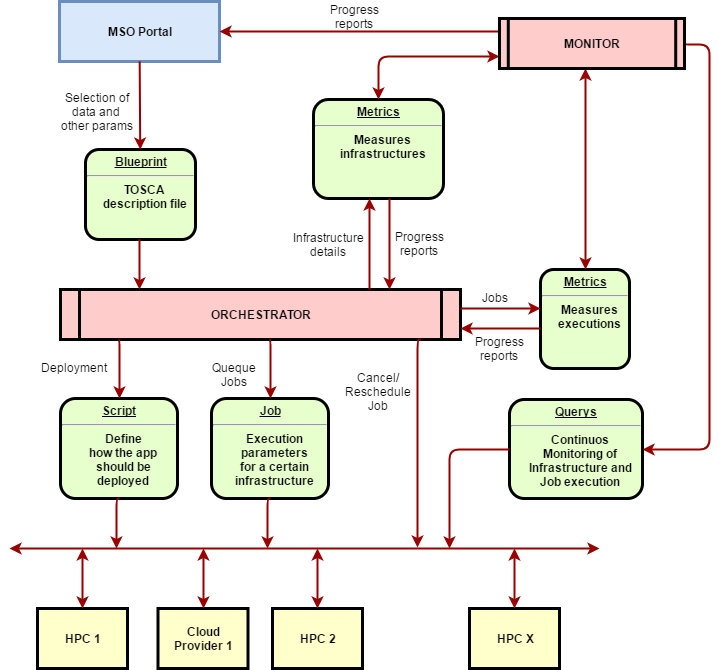 Progress
reports
MSO Portal
MONITOR
Selection of
data and
other params
Metrics
Measures
infrastructures
Blueprint
TOSCA
description file
Infrastructure
details
Progress
reports
Metrics
Measures
executions
ORCHESTRATOR
Jobs
Progress
reports
Deployment
Queque
Jobs
Cancel/
Reschedule
Job
Script
Define
how the app
should be
deployed
Job
Execution
parameters
for a certain
infrastructure
Querys
Continuos
Monitoring of
Infrastructure and
Job execution
HPC 1
Cloud
Provider 1
HPC 2
HPC X